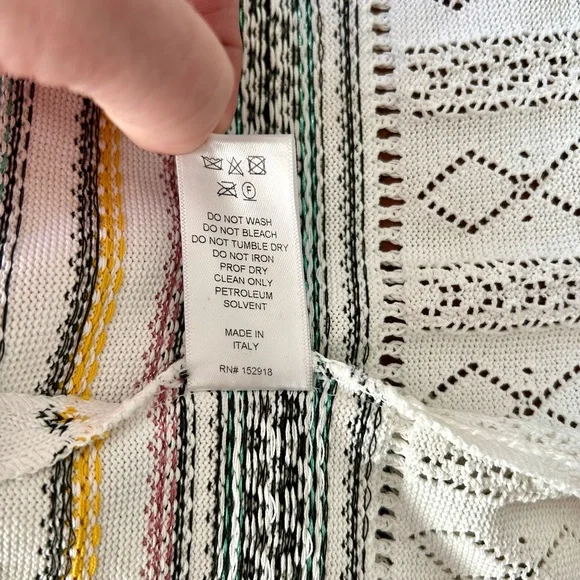 F
DO NOT WASH
DO NOT BLEACH
DO NOT TUMBLE DRY
DO NOT IRON
PROF DRY
CLEAN ONLY
PETROLEUM
SOLVENT
MADE IN
ITALY
RN# 152918